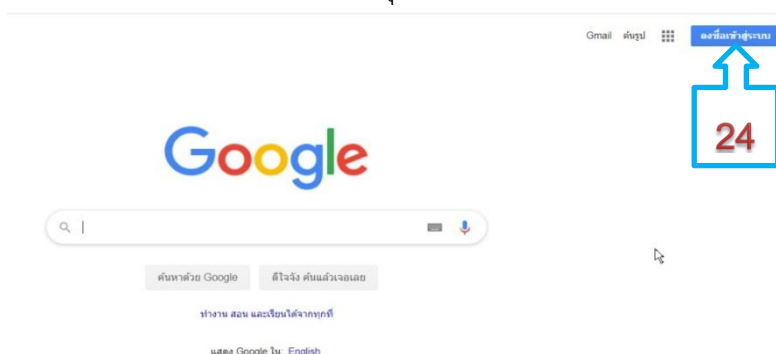 Gmail ค้นรูป ลงชื่อเข้าสู่ระบบ
24
Google
ค้นหาด้วย Google ดีใจจัง ค้นแล้วเจอเลย
ทำงาน สอน และเรียนได้จากทุกที่
แสดง Google ใน: English